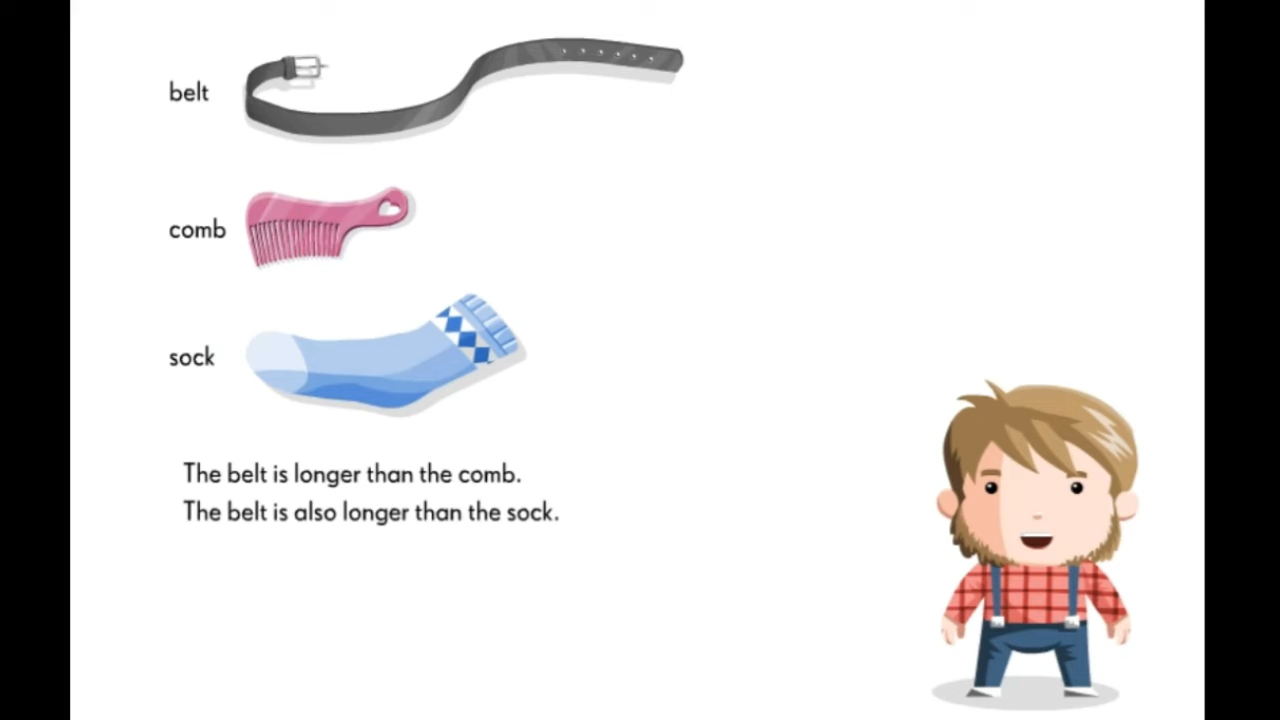 belt
comb
sock
The belt is longer than the comb.
The belt is also longer than the sock.